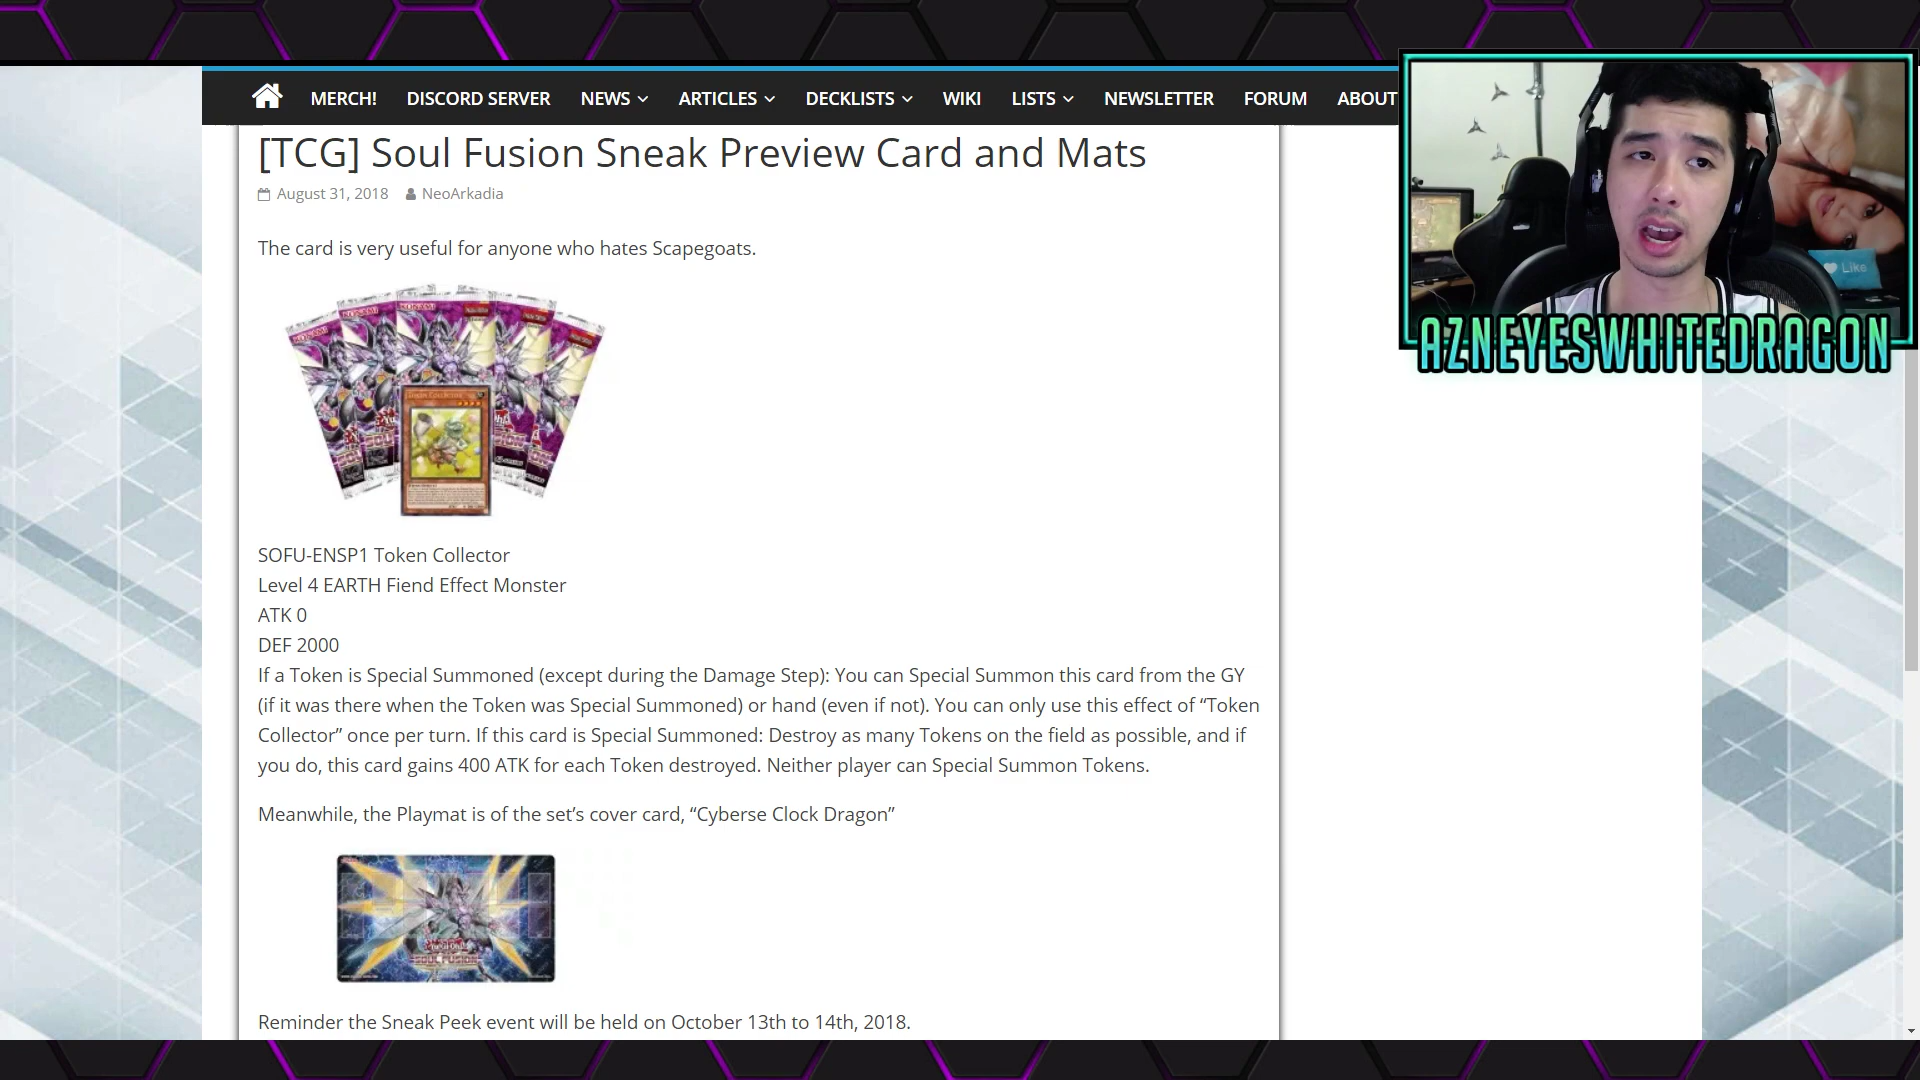 MERCH! DISCORD SERVER NEWS ARTICLES DECKLISTS WIKI LISTS NEWSLETTER FORUM ABOUT
[TCG] Soul Fusion Sneak Preview Card and Mats
August 31, 2018 NeoArkadia
The card is very useful for anyone who hates Scapegoats.
KONAMI KONAMI KONAMI
SOFU-ENSP1 Token Collector
Level 4 EARTH Fiend Effect Monster
ATK 0
DEF 2000
If a Token is Special Summoned (except during the Damage Step): You can Special Summon this card from the GY
(if it was there when the Token was Special Summoned) or hand (even if not). You can only use this effect of “Token
Collector” once per turn. If this card is Special Summoned: Destroy as many Tokens on the field as possible, and if
you do, this card gains 400 ATK for each Token destroyed. Neither player can Special Summon Tokens.
Meanwhile, the Playmat is of the set’s cover card, “Cyberse Clock Dragon”
SOUL FUSION
Reminder the Sneak Peek event will be held on October 13th to 14th, 2018.
Like
AZNEYESWHITEDRAGON